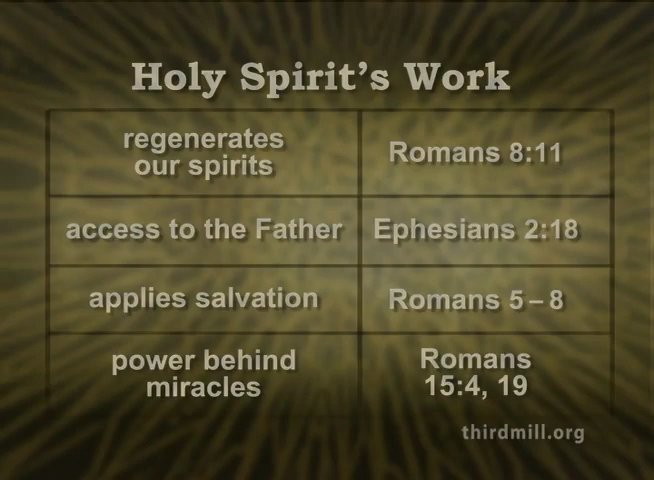 Holy Spirit’s Work
regenerates
our spirits
Romans 8:11
access to the Father
Ephesians 2:18
applies salvation
Romans 5 – 8
power behind
miracles
Romans
15:4, 19
thirdmill.org